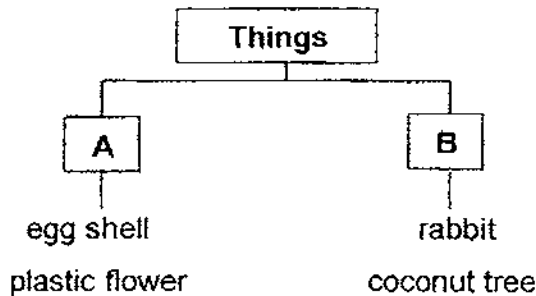 Things
A
B
egg shell
rabbit
plastic flower
coconut tree